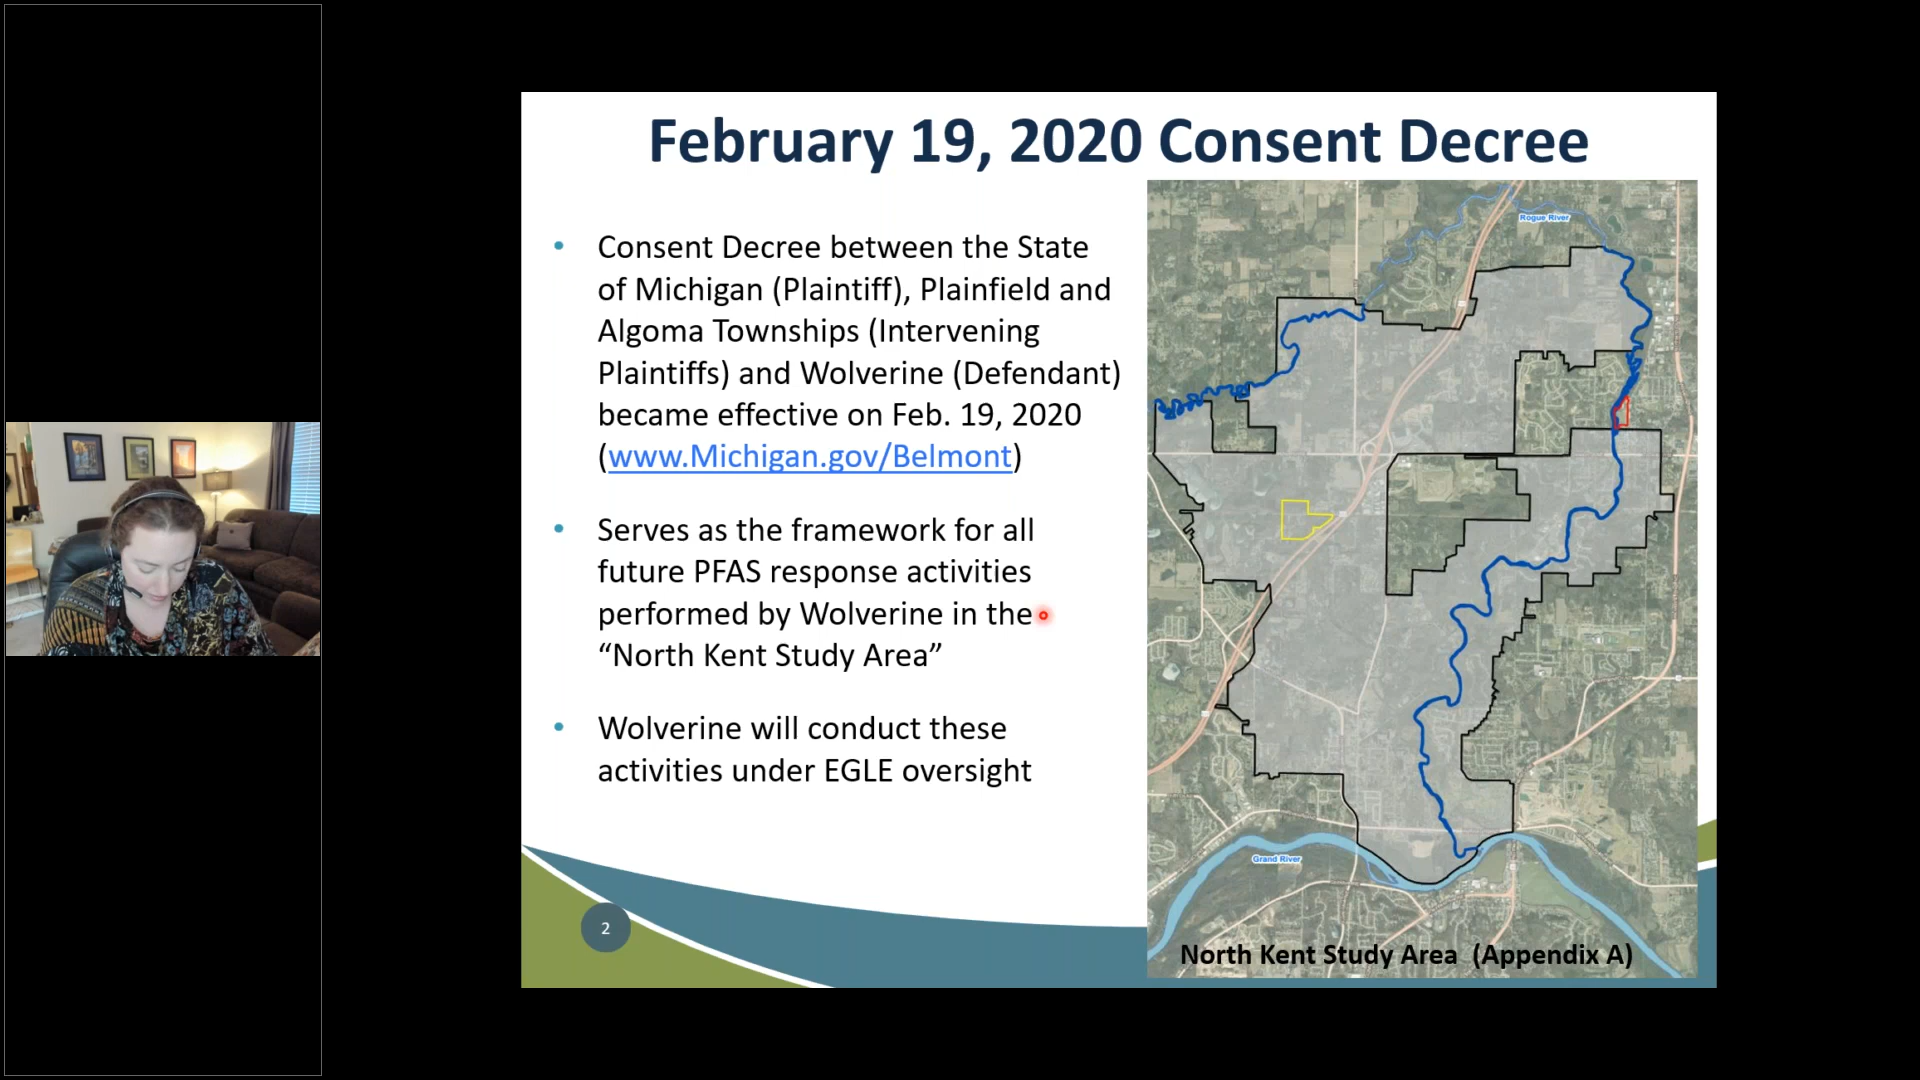 February 19, 2020 Consent Decree
• Consent Decree between the State
of Michigan (Plaintiff), Plainfield and
Algoma Townships (Intervening
Plaintiffs) and Wolverine (Defendant)
became effective on Feb. 19, 2020
(www.Michigan.gov/Belmont)
• Serves as the framework for all
future PFAS response activities
performed by Wolverine in the
“North Kent Study Area”
• Wolverine will conduct these
activities under EGLE oversight
2
Rogue River
Grand River
North Kent Study Area (Appendix A)